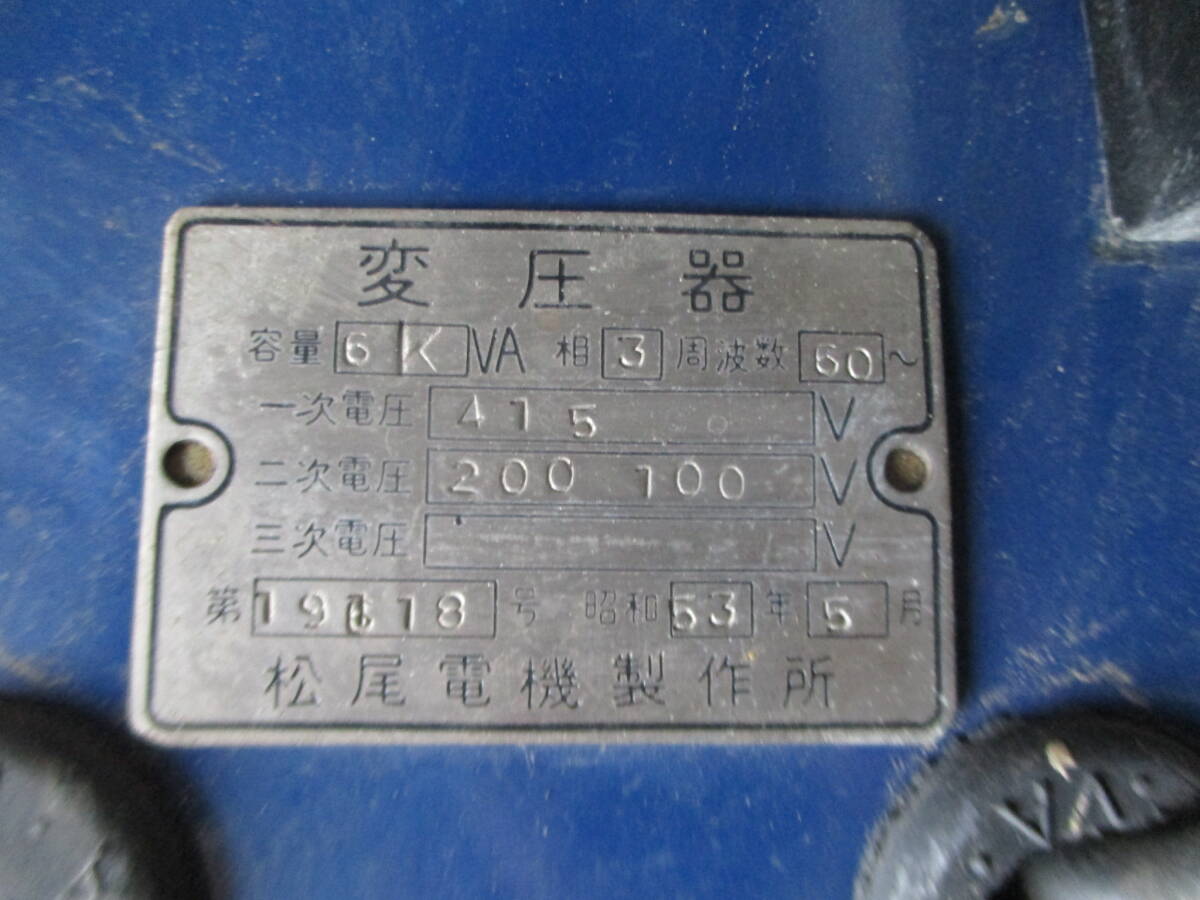 変圧器
容量 6 K VA 相 3 周波数 60 ~
一次電圧 415 V
二次電圧 200 100 V
三次電圧 V
第 号 昭和 53 年 5 月
松尾電機製作所
VA